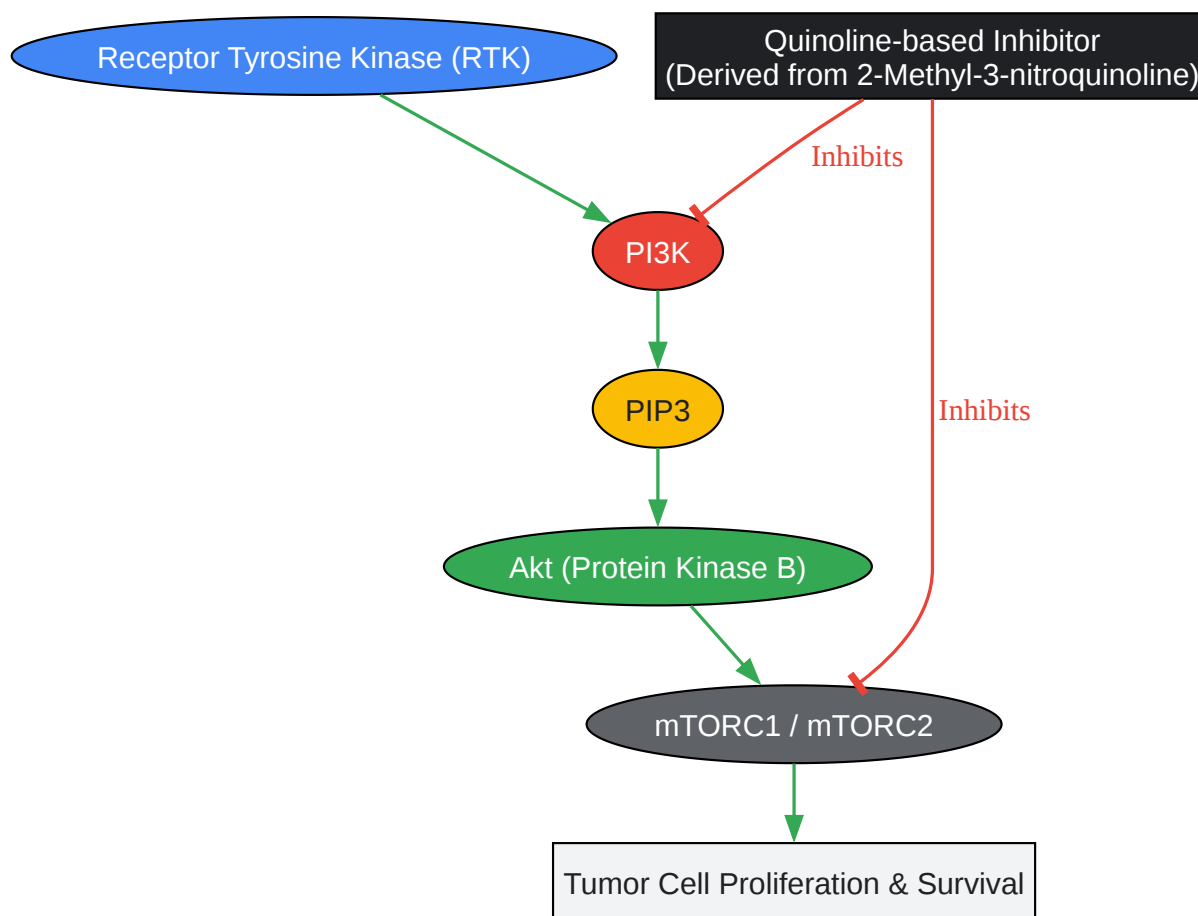 Receptor Tyrosine Kinase (RTK)
Quinoline-based Inhibitor
(Derived from 2-Methyl-3-nitroquinoline)
Inhibits
PI3K
PIP3
Inhibits
Akt (Protein Kinase B)
mTORC1 / mTORC2
Tumor Cell Proliferation & Survival